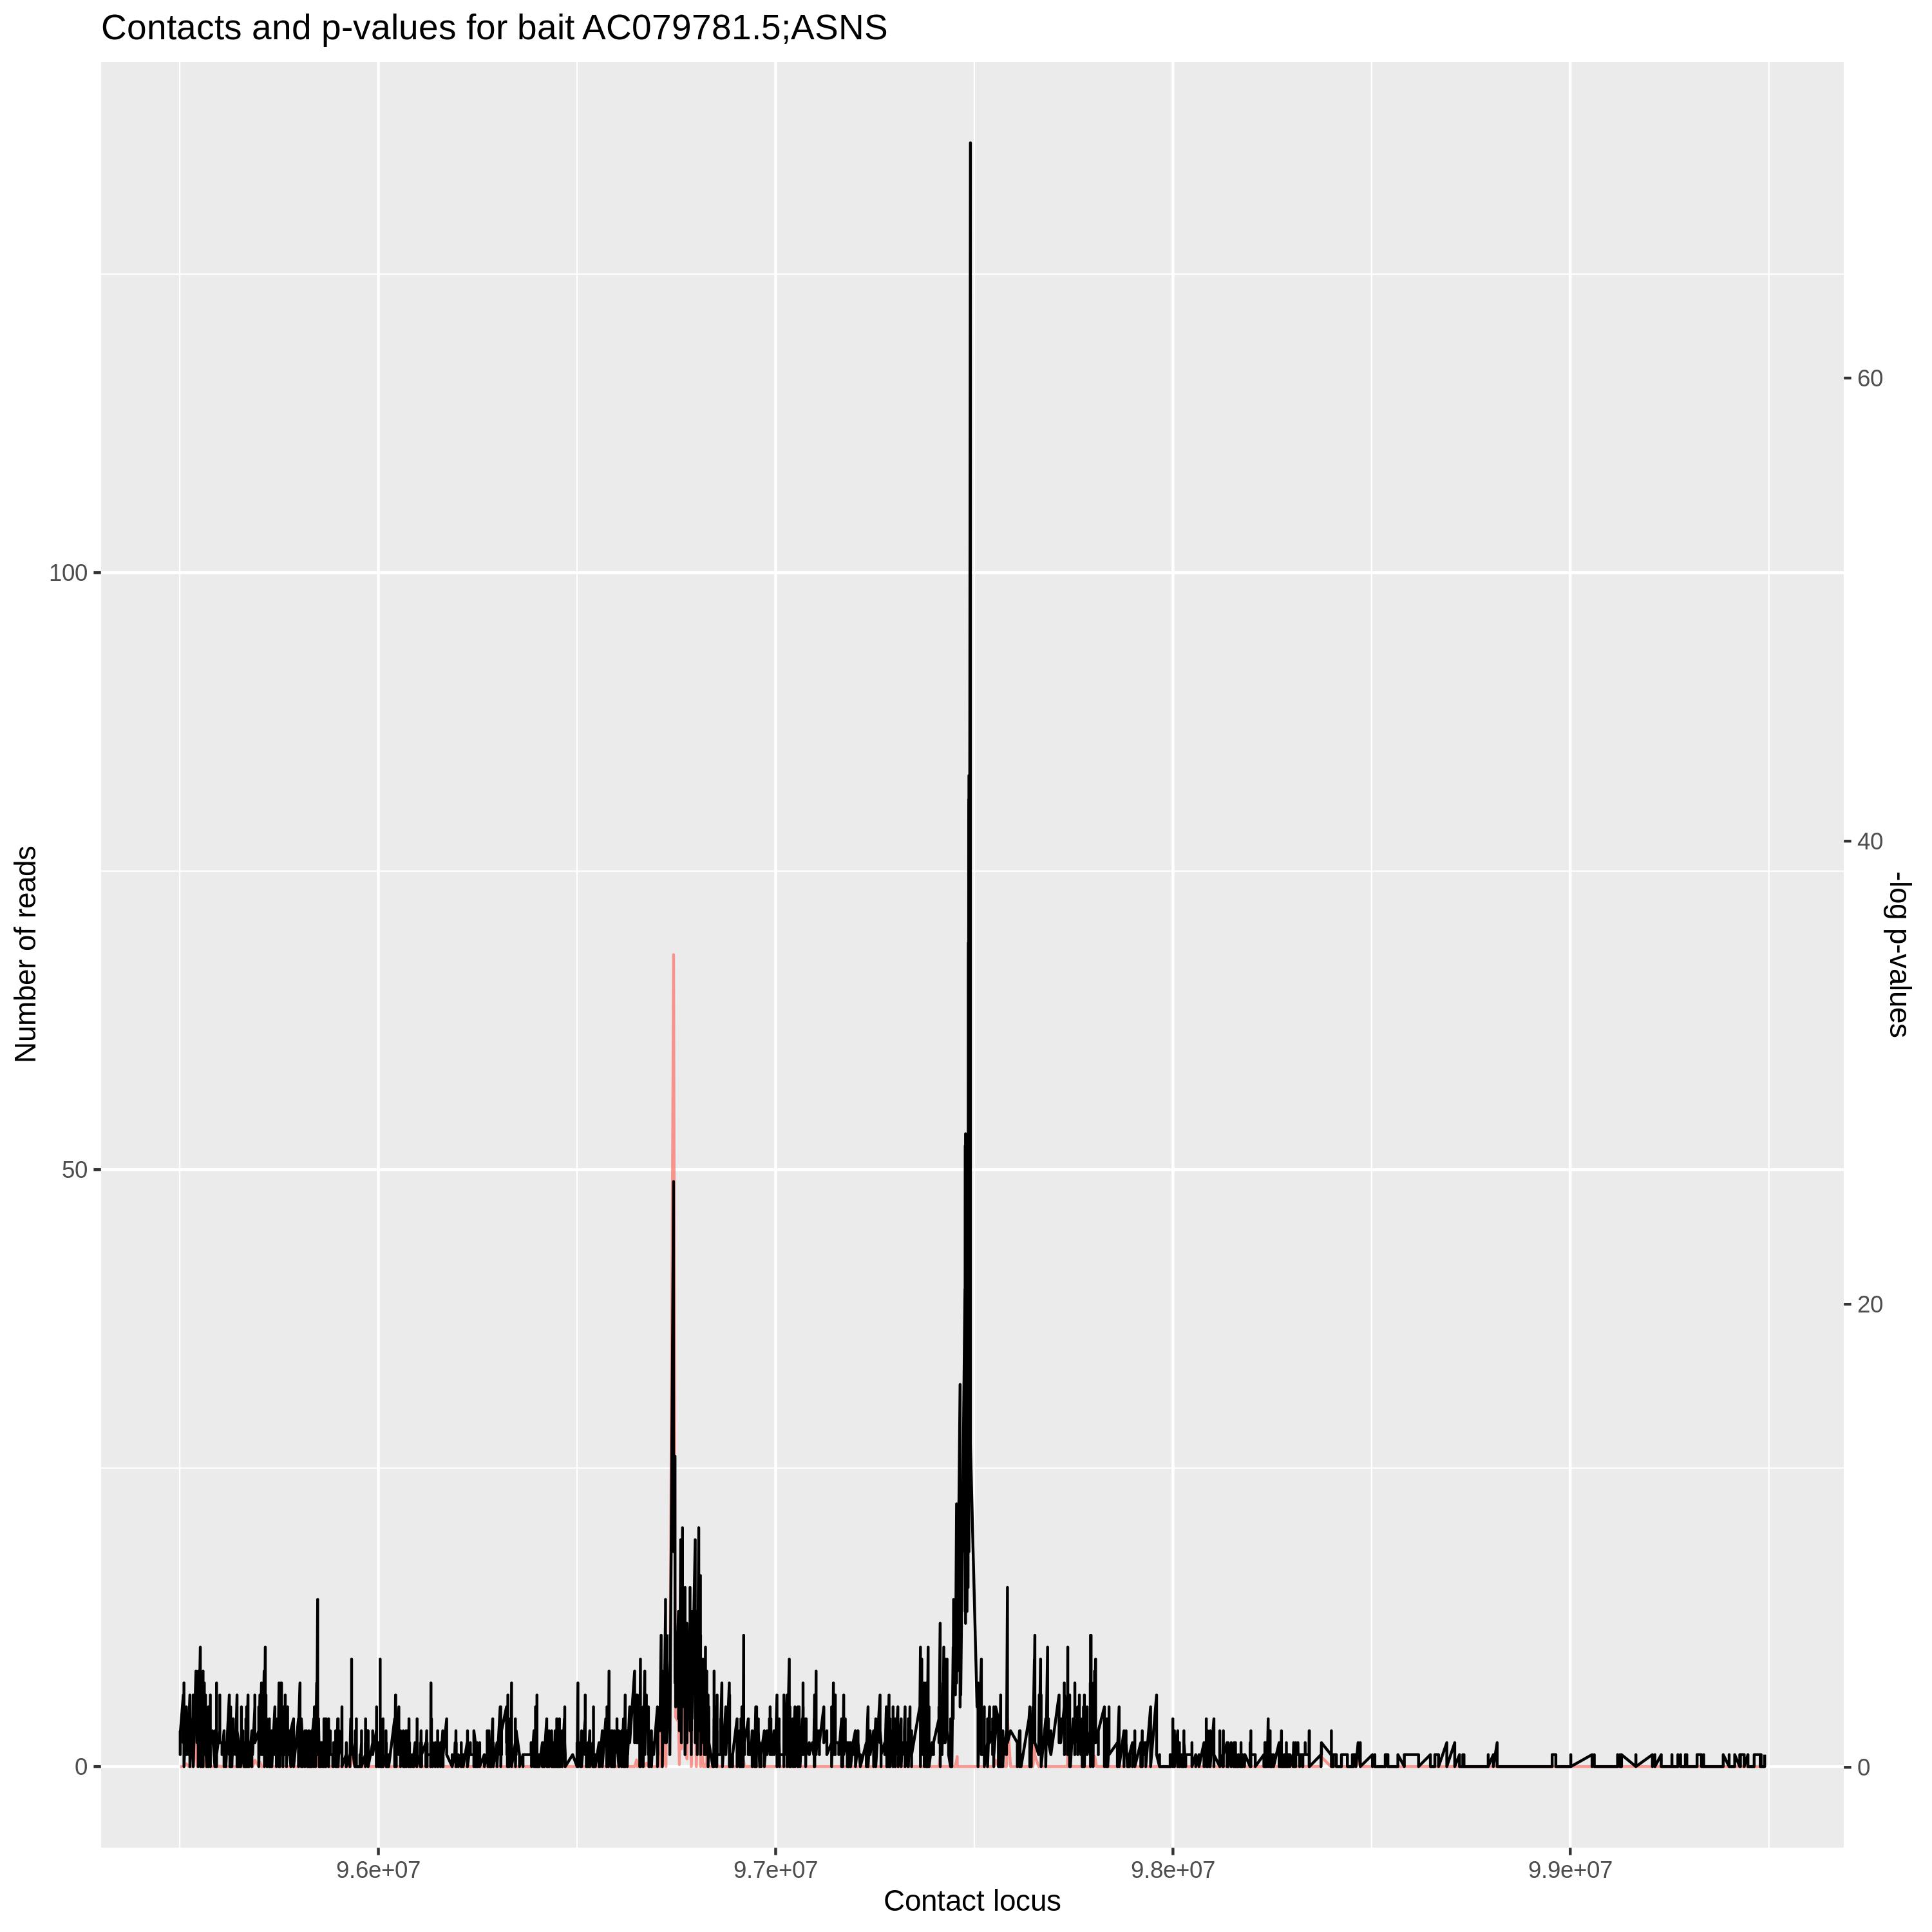 Contacts and p-values for bait AC079781.5;ASNS
Number of reads
100
50
0
60
40
20
0
-log p-values
9.6e+07
9.7e+07
9.8e+07
9.9e+07
Contact locus